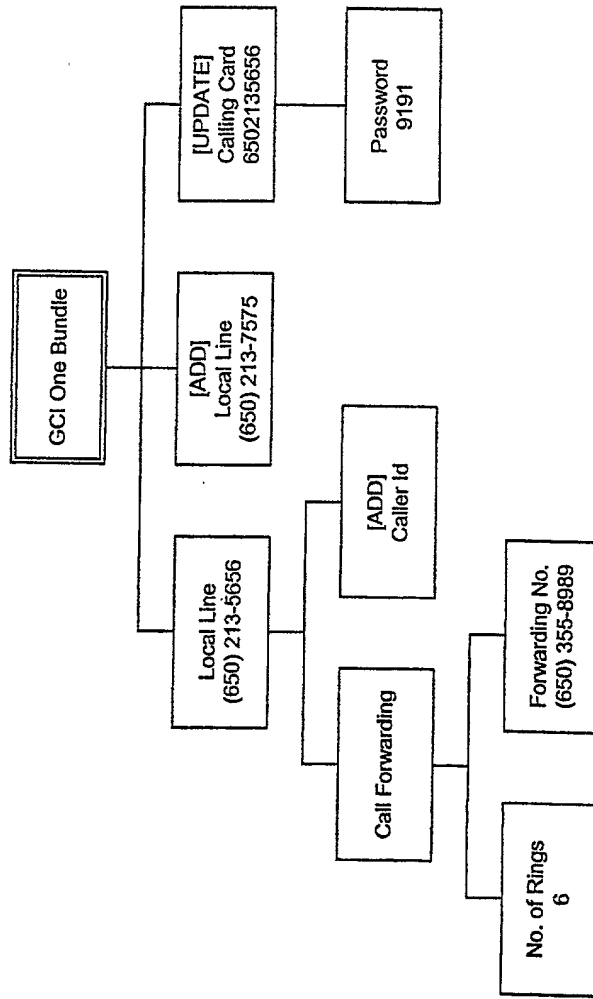 GCI One Bundle
Local Line
(650) 213-5656
[ADD]
Local Line
(650) 213-7575
[UPDATE]
Calling Card
6502135656
Call Forwarding
[ADD]
Caller Id
Password
9191
No. of Rings
6
Forwarding No.
(650) 355-8989